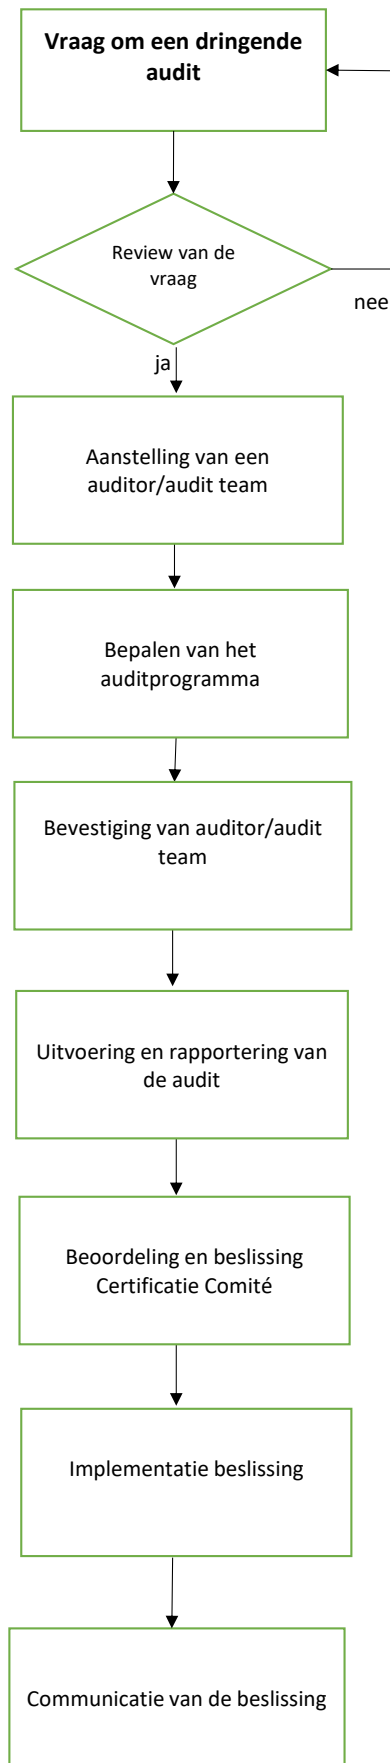 Vraag om een dringende
audit
Review van de
vraag
nee
ja
Aanstelling van een
auditor/audit team
Bepalen van het
auditprogramma
Bevestiging van auditor/audit
team
Uitvoering en rapportering van
de audit
Beoordeling en beslissing
Certificatie Comité
Implementatie beslissing
Communicatie van de beslissing